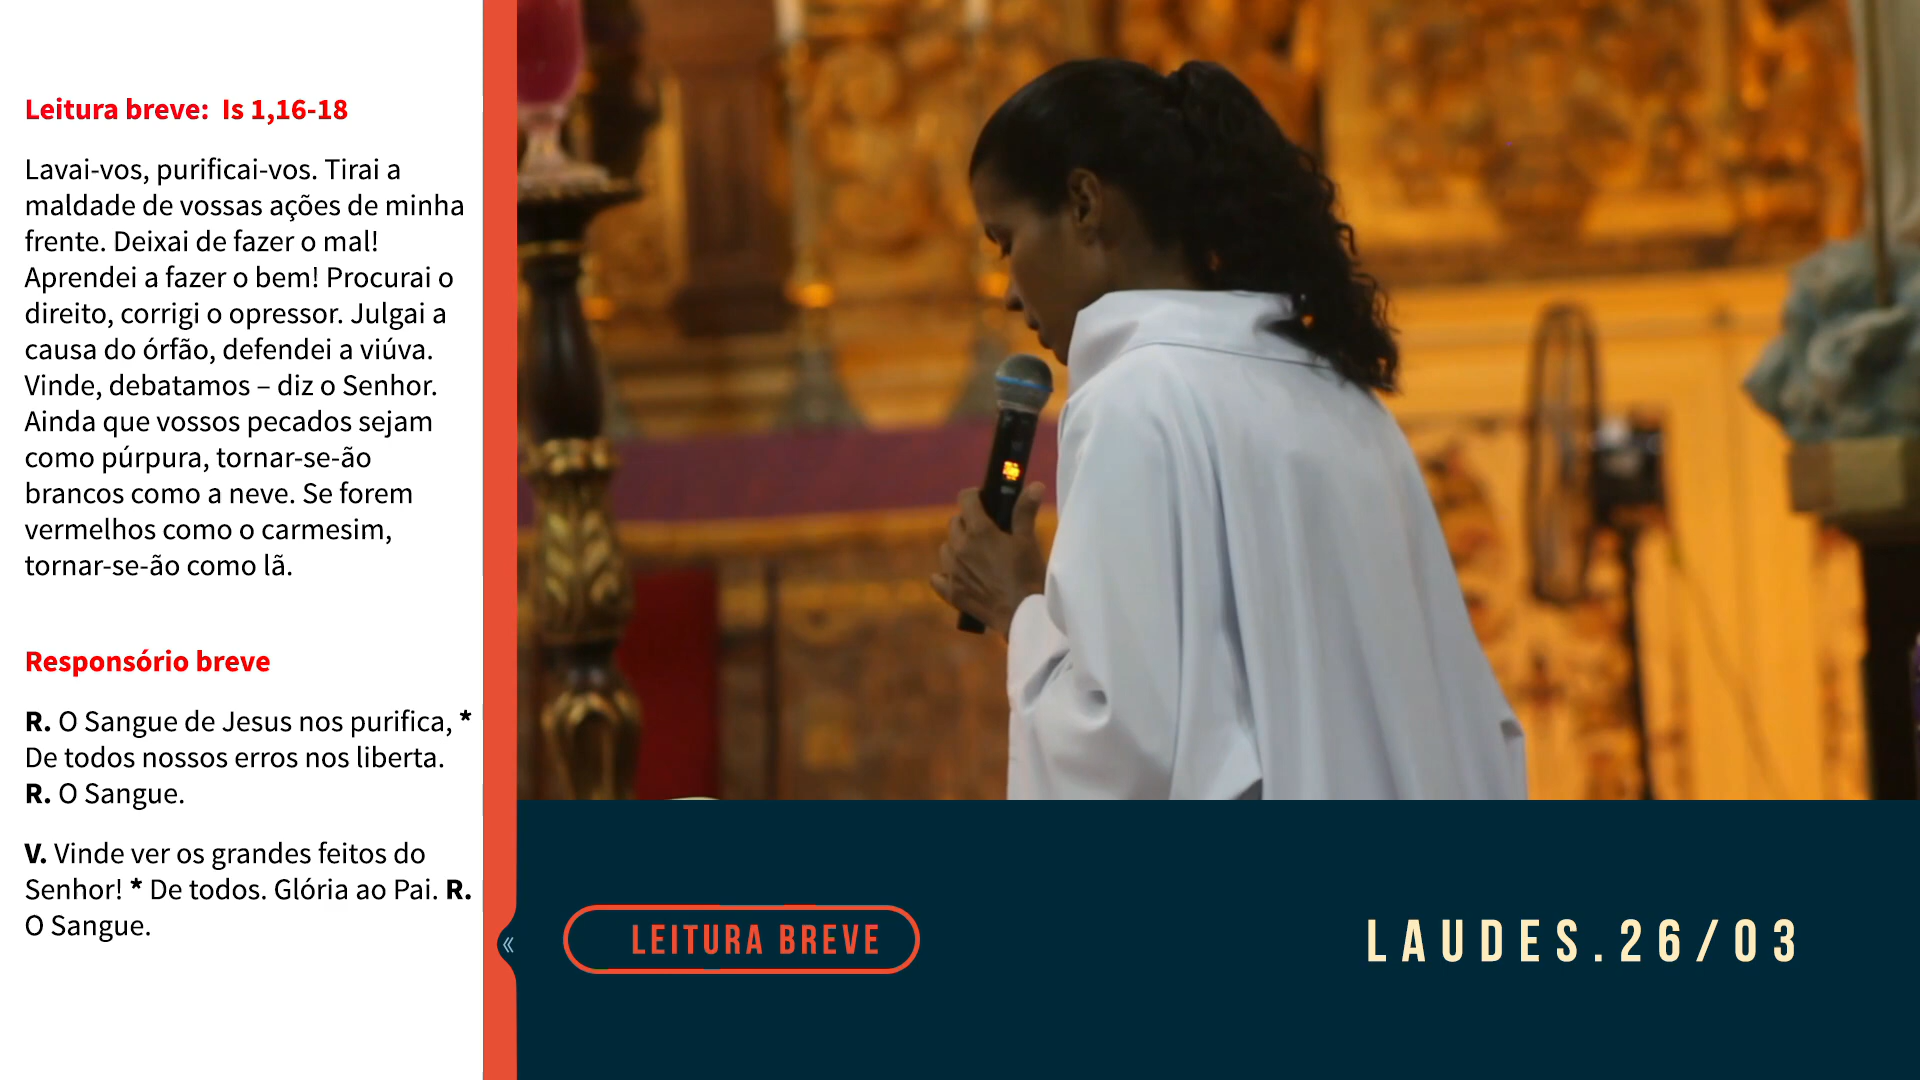 Leitura breve:  Is 1,16-18
Lavai-vos, purificai-vos. Tirai a
maldade de vossas ações de minha
frente. Deixai de fazer o mal!
Aprendei a fazer o bem! Procurai o
direito, corrigi o opressor. Julgai a
causa do órfão, defendei a viúva.
Vinde, debatamos – diz o Senhor.
Ainda que vossos pecados sejam
como púrpura, tornar-se-ão
brancos como a neve. Se forem
vermelhos como o carmesim,
tornar-se-ão como lã.
Responsório breve
R. O Sangue de Jesus nos purifica, *
De todos nossos erros nos liberta.
R. O Sangue.
V. Vinde ver os grandes feitos do
Senhor! * De todos. Glória ao Pai. R.
O Sangue.
«
LEITURA BREVE
LAUDES.26/03